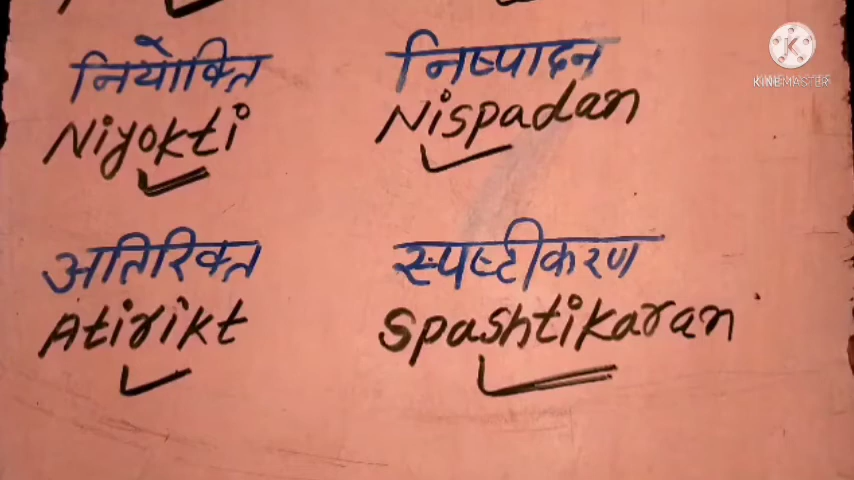 नियोक्ति निष्पादन
Niyokti Nispadan
अतिरिक्त स्पष्टीकरण
Atirikt Spashtikaran
K
KINEMASTER